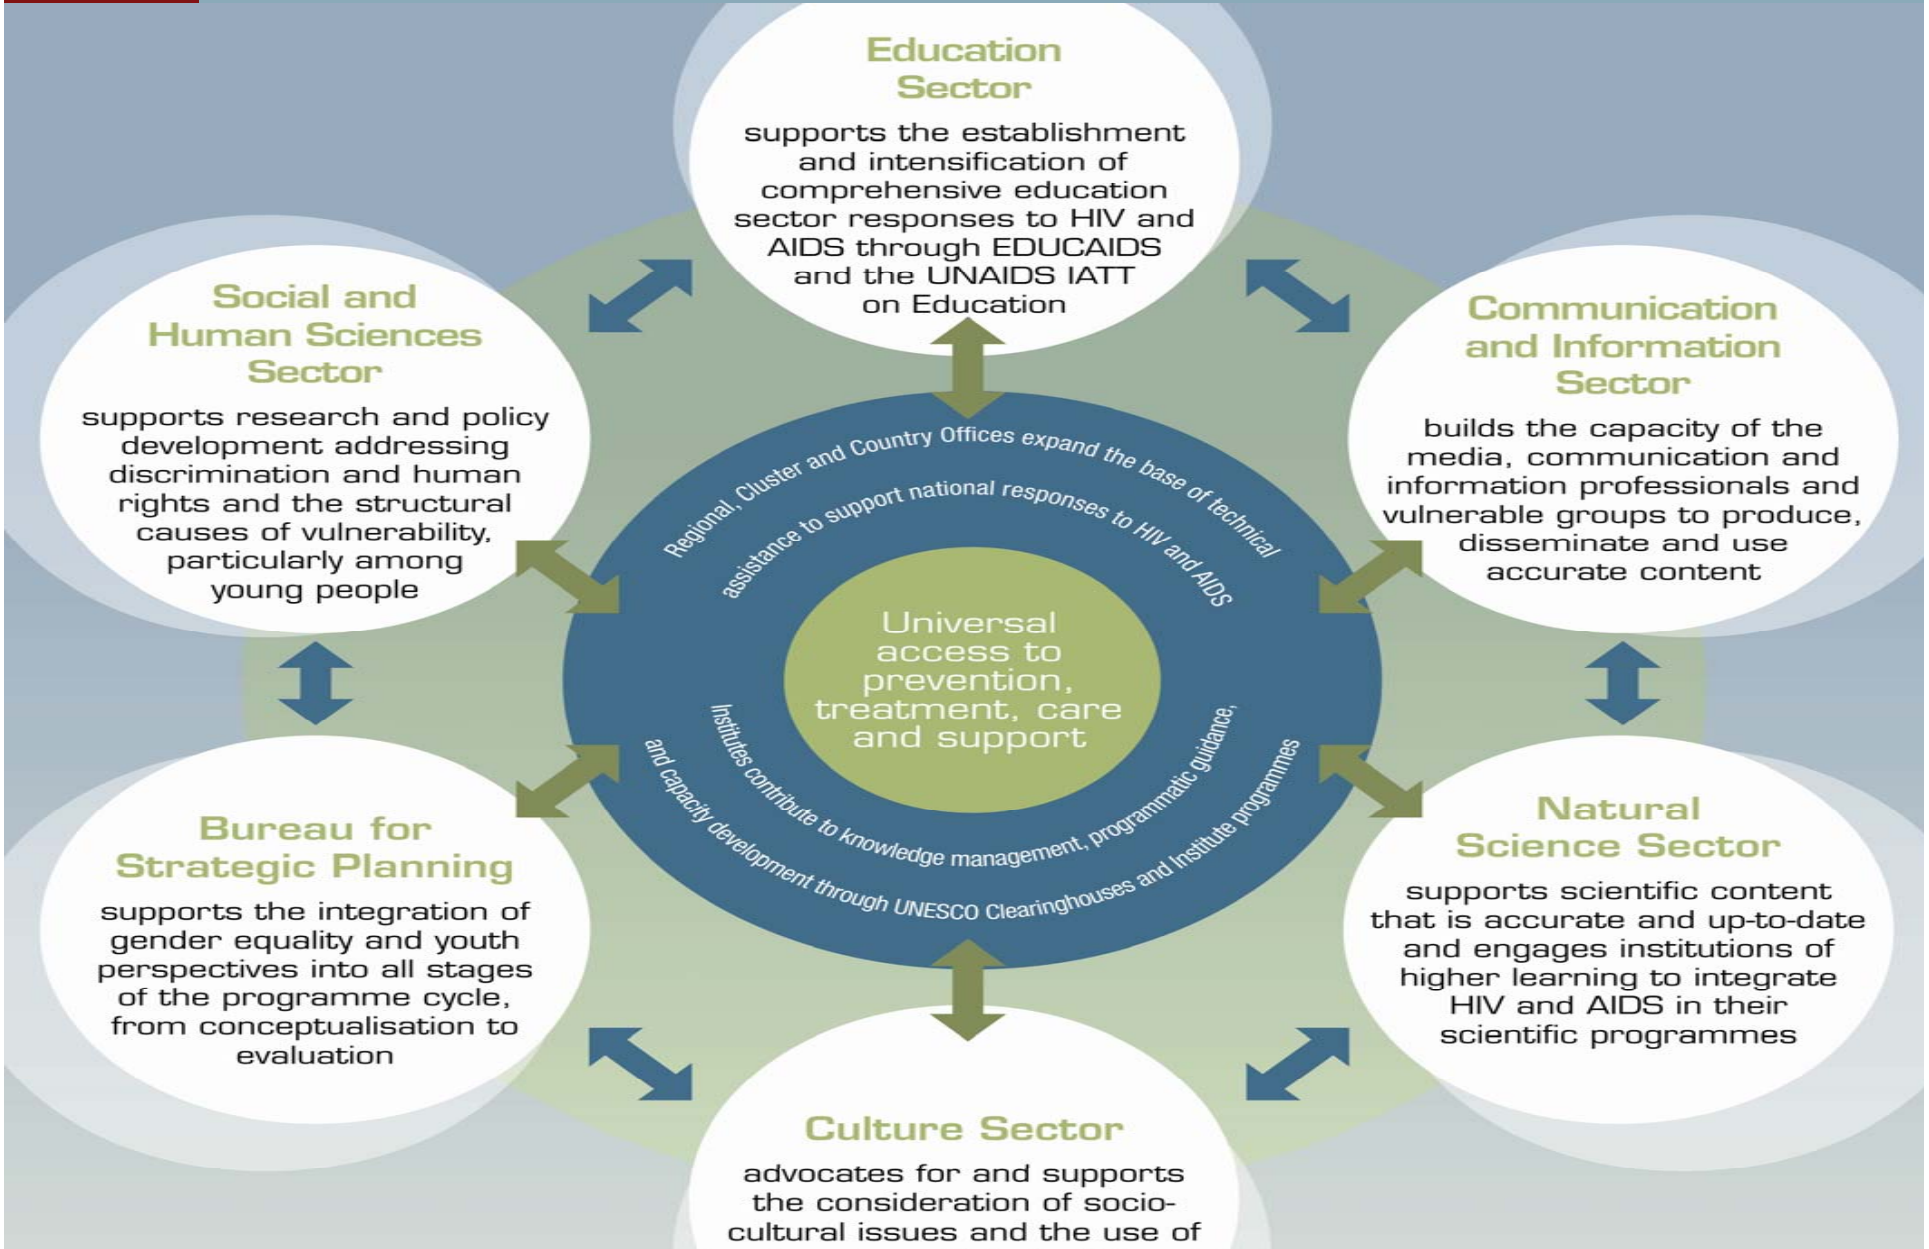 Education
Sector
supports the establishment
and intensification of
comprehensive education
sector responses to HIV and
AIDS through EDUCAIDS
and the UNAIDS IATT
on Education
Social and
Human Sciences
Sector
supports research and policy
development addressing
discrimination and human
rights and the structural
causes of vulnerability,
particularly among
young people
Communication
and Information
Sector
builds the capacity of the
media, communication and
information professionals and
vulnerable groups to produce,
disseminate and use
accurate content
Regional, Cluster and Country Offices expand the base of technical
assistance to support national responses to HIV and AIDS
Universal
access to
prevention,
treatment, care
and support
Institutes contribute to knowledge management, programmatic guidance,
and capacity development through UNESCO Clearinghouses and Institute programmes
Bureau for
Strategic Planning
supports the integration of
gender equality and youth
perspectives into all stages
of the programme cycle,
from conceptualisation to
evaluation
Natural
Science Sector
supports scientific content
that is accurate and up-to-date
and engages institutions of
higher learning to integrate
HIV and AIDS in their
scientific programmes
Culture Sector
advocates for and supports
the consideration of socio-
cultural issues and the use of